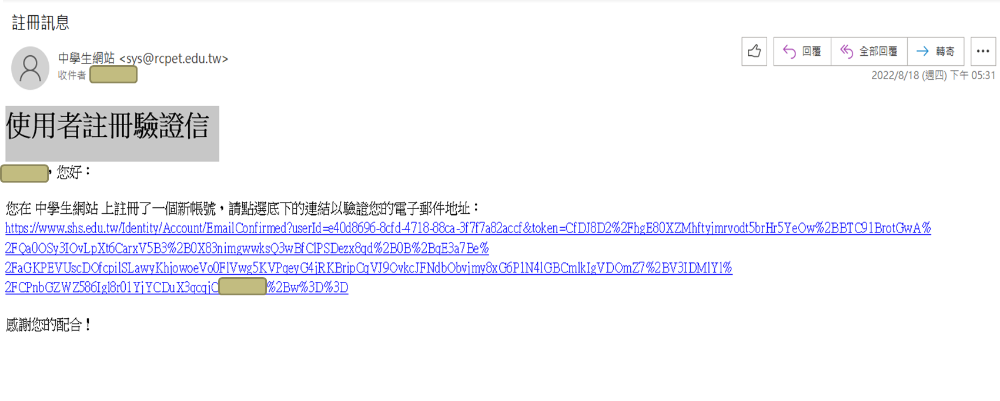 註冊訊息
中學生網站 <sys@rcpet.edu.tw>
收件者
回覆
全部回覆
轉寄
2022/8/18 (週四) 下午 05:31
使用者註冊驗證信
，您好：
您在 中學生網站 上註冊了一個新帳號，請點選底下的連結以驗證您的電子郵件地址：
https://www.shs.edu.tw/Identity/Account/EmailConfirmed?userId=e40d8696-8cfd-4718-88ca-3f7f7a82accf&token=CfDJ8D2%2FhgE80XZMhftyjmrvodt5brHr5YeOw%2BBTC91BrotGwA%
2FQa0OSy3IOvLpXt6CarxV5B3%2B0X83nimgwwksQ3wBfClPSDezx8qd%2B0B%2BqE3a7Be%
2FaGKPEVUscDOfcpilSLawyKhjowoeVo0FlVwg5KVPqeyG4jRKBripCqVJ9OvkcJFNdbObvjmy8xG6P1N4lGBCmlkIgVDOmZ7%2BV3IDMlYl%
2FCPnbGZWZ586Igl8r01YjYCDuX3qcqjC %2Bw%3D%3D
感謝您的配合！